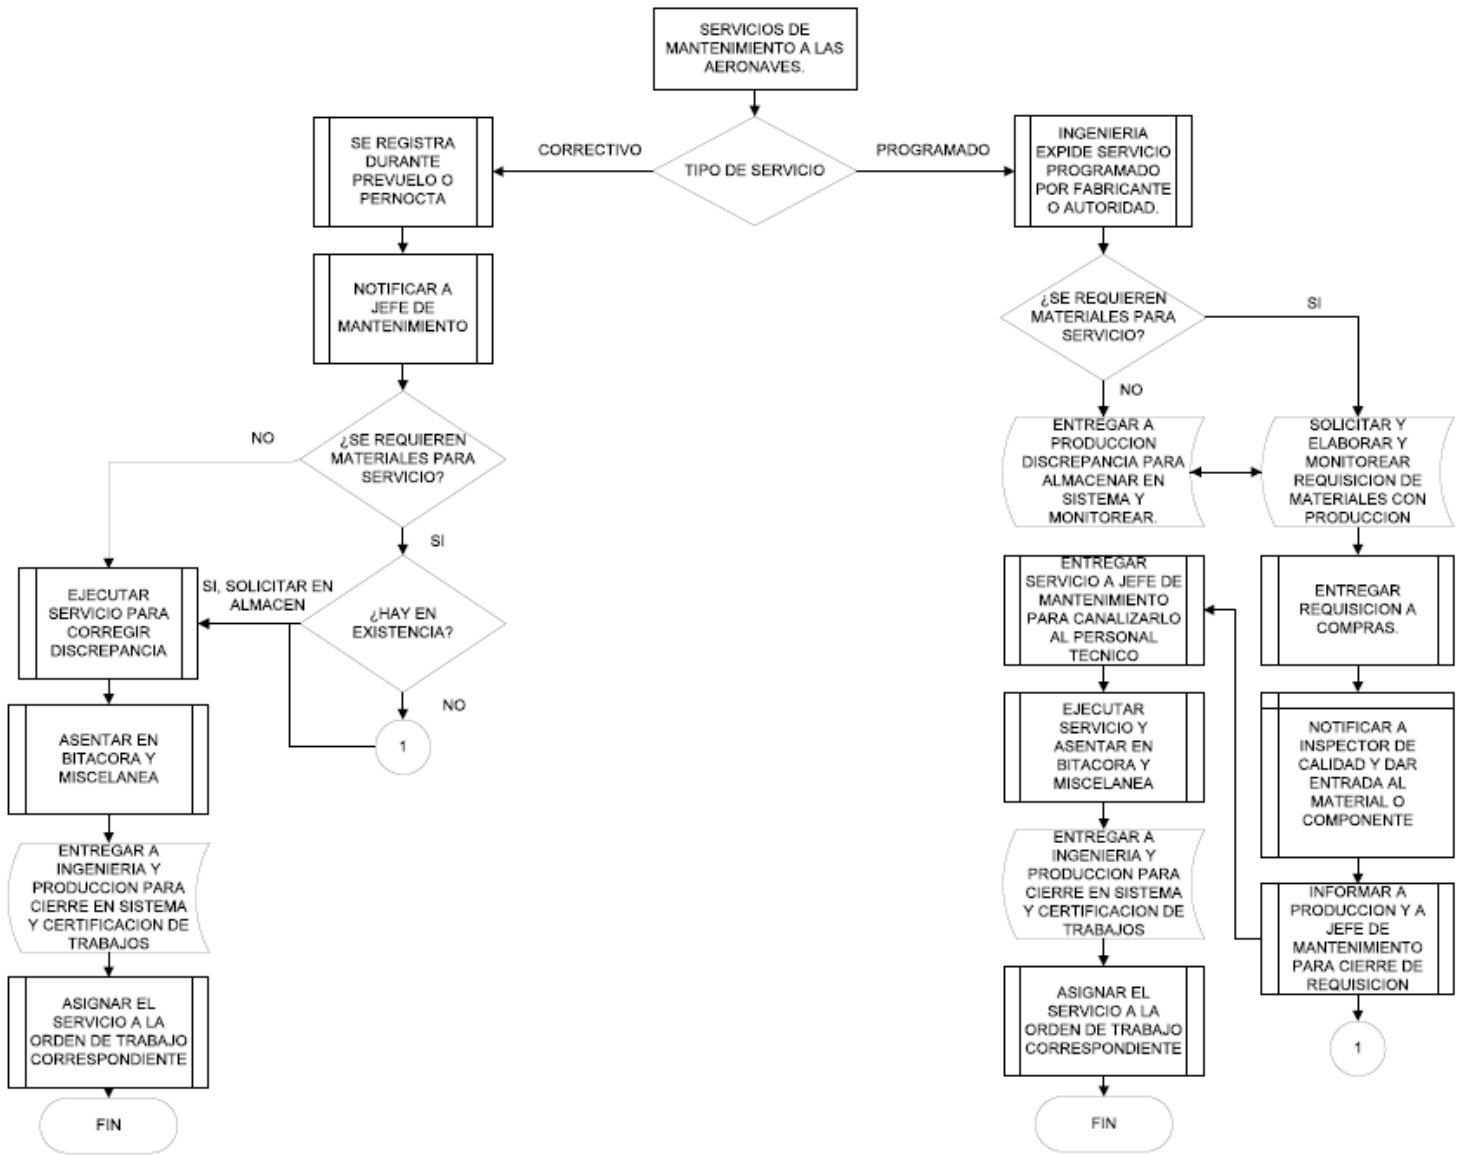 SERVICIOS DE
MANTENIMIENTO A LAS
AERONAVES.
TIPO DE SERVICIO
CORRECTIVO
PROGRAMADO
SE REGISTRA
DURANTE
PREVUELO O
PERNOCTA
NOTIFICAR A
JEFE DE
MANTENIMIENTO
¿SE REQUIEREN
MATERIALES PARA
SERVICIO?
NO
SI
¿HAY EN
EXISTENCIA?
SI, SOLICITAR EN
ALMACEN
NO
1
EJECUTAR
SERVICIO PARA
CORREGIR
DISCREPANCIA
ASENTAR EN
BITACORA Y
MISCELANEA
ENTREGAR A
INGENIERIA Y
PRODUCCION PARA
CIERRE EN SISTEMA
Y CERTIFICACION DE
TRABAJOS
ASIGNAR EL
SERVICIO A LA
ORDEN DE TRABAJO
CORRESPONDIENTE
FIN
INGENIERIA
EXPIDE SERVICIO
PROGRAMADO
POR FABRICANTE
O AUTORIDAD.
¿SE REQUIEREN
MATERIALES PARA
SERVICIO?
SI
NO
ENTREGAR A
PRODUCCION
DISCREPANCIA PARA
ALMACENAR EN
SISTEMA Y
MONITOREAR.
SOLICITAR Y
ELABORAR Y
MONITOREAR
REQUISICION DE
MATERIALES CON
PRODUCCION
ENTREGAR
REQUISICION A
COMPRAS.
NOTIFICAR A
INSPECTOR DE
CALIDAD Y DAR
ENTRADA AL
MATERIAL O
COMPONENTE
INFORMAR A
PRODUCCION Y A
JEFE DE
MANTENIMIENTO
PARA CIERRE DE
REQUISICION
1
ENTREGAR
SERVICIO A JEFE DE
MANTENIMIENTO
PARA CANALIZARLO
AL PERSONAL
TECNICO
EJECUTAR
SERVICIO Y
ASENTAR EN
BITACORA Y
MISCELANEA
ENTREGAR A
INGENIERIA Y
PRODUCCION PARA
CIERRE EN SISTEMA
Y CERTIFICACION DE
TRABAJOS
ASIGNAR EL
SERVICIO A LA
ORDEN DE TRABAJO
CORRESPONDIENTE
FIN